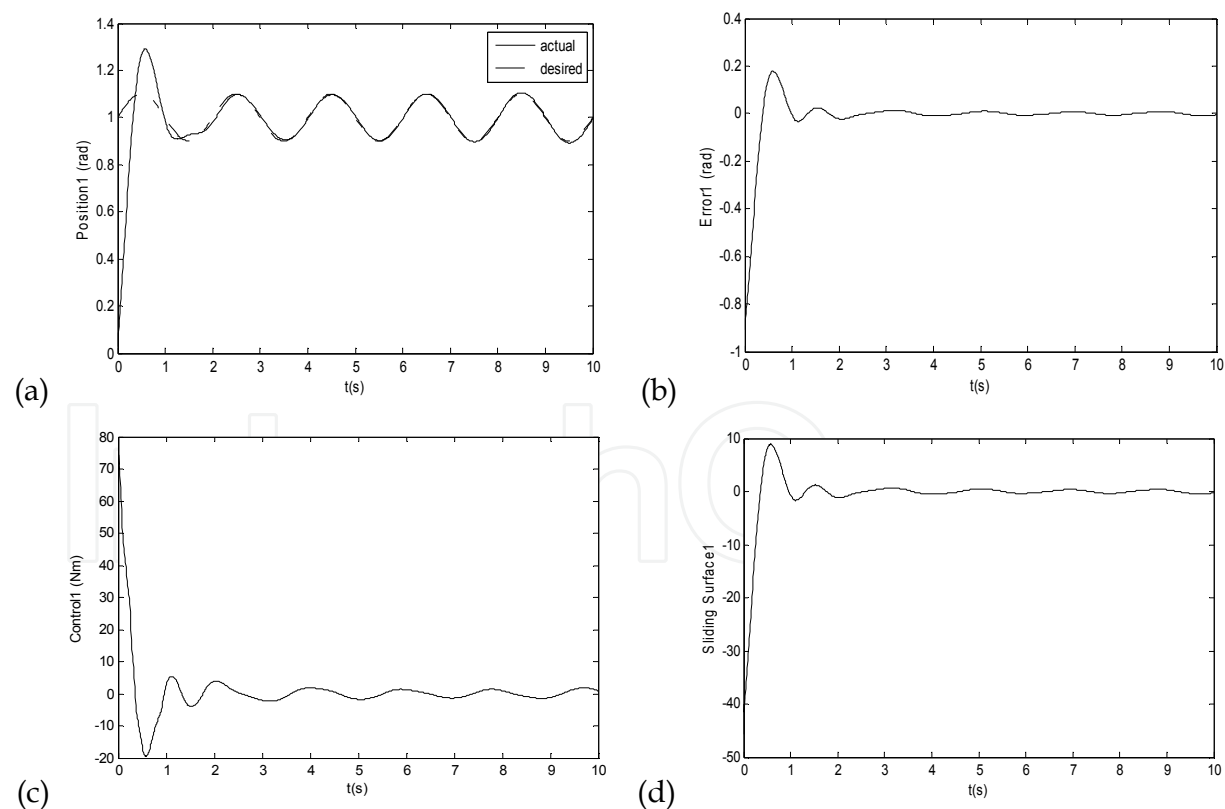 1.4
1.2
1
0.8
0.6
0.4
0.2
0
Position1 (rad)
actual
desired
0 1 2 3 4 5 6 7 8 9 10
t(s)
(a)
0.4
0.2
0
-0.2
-0.4
-0.6
-0.8
-1
Error1 (rad)
0 1 2 3 4 5 6 7 8 9 10
t(s)
(b)
80
70
60
50
40
30
20
10
0
-10
-20
Control1 (Nm)
0 1 2 3 4 5 6 7 8 9 10
t(s)
(c)
10
0
-10
-20
-30
-40
-50
Sliding Surface1
0 1 2 3 4 5 6 7 8 9 10
t(s)
(d)